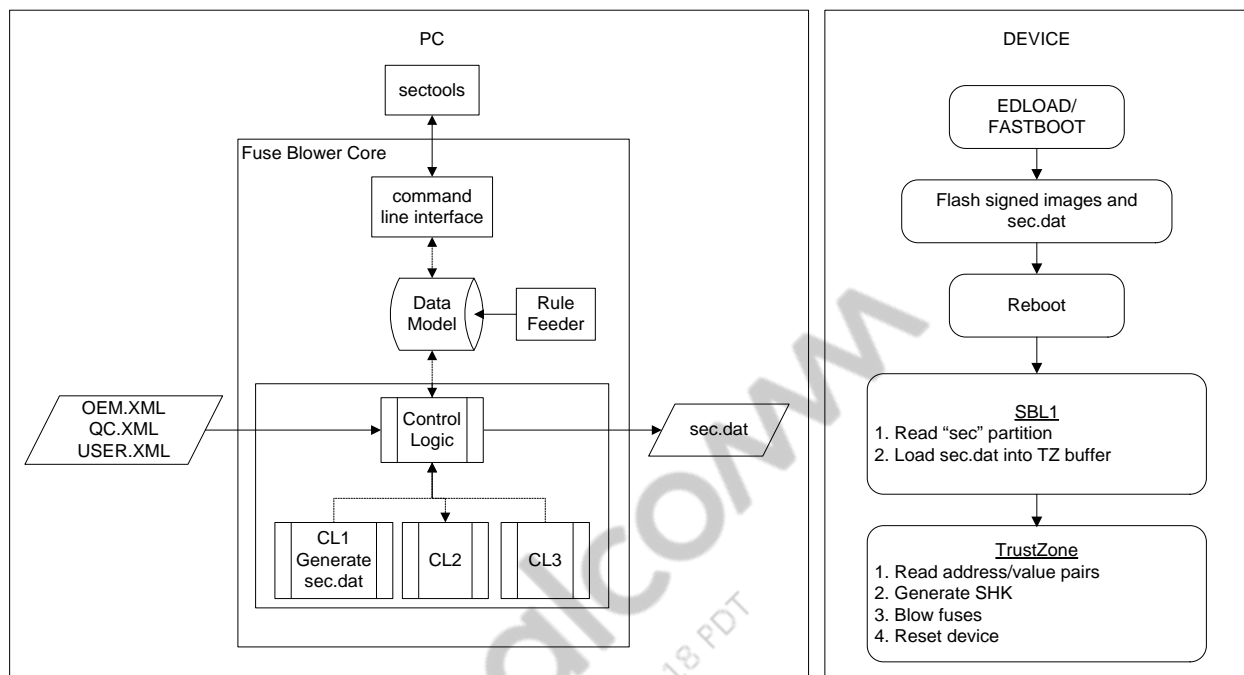 PC
sectools
Fuse Blower Core
command
line interface
Data
Model
Rule
Feeder
OEM.XML
QC.XML
USER.XML
Control
Logic
sec.dat
CL1
Generate
sec.dat
CL2
CL3
DEVICE
EDLOAD/
FASTBOOT
Flash signed images and
sec.dat
Reboot
SBL1
1. Read “sec” partition
2. Load sec.dat into TZ buffer
TrustZone
1. Read address/value pairs
2. Generate SHK
3. Blow fuses
4. Reset device
alcomm
18 PDT